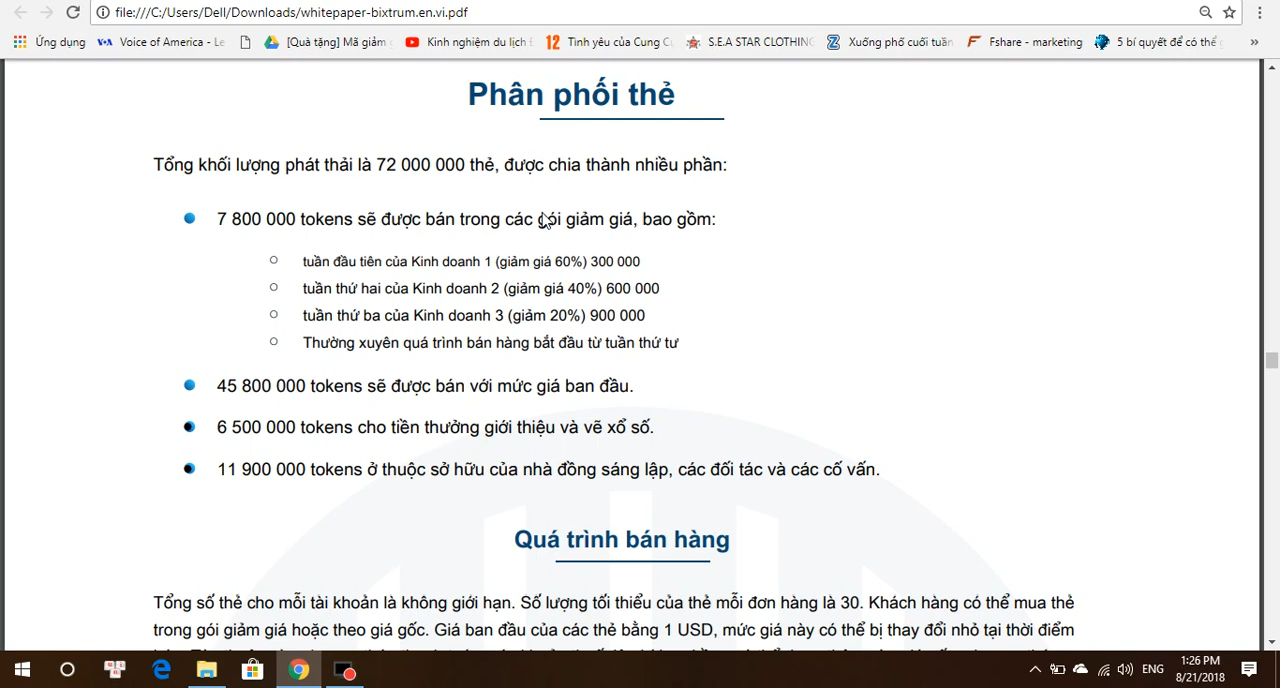 file:///C:/Users/Dell/Downloads/whitepaper-bixtrum.en.vi.pdf
Ứng dụng VOA Voice of America - Le [Quà tặng] Mã giảm Kinh nghiệm du lịch 12 Tình yêu của Cung S.E.A STAR CLOTHING Z Xuống phố cuối tuần F Fshare - marketing 5 bí quyết để có thể »
Phân phối thẻ
Tổng khối lượng phát thải là 72 000 000 thẻ, được chia thành nhiều phần:
7 800 000 tokens sẽ được bán trong các gói giảm giá, bao gồm:
tuần đầu tiên của Kinh doanh 1 (giảm giá 60%) 300 000
tuần thứ hai của Kinh doanh 2 (giảm giá 40%) 600 000
tuần thứ ba của Kinh doanh 3 (giảm 20%) 900 000
Thường xuyên quá trình bán hàng bắt đầu từ tuần thứ tư
45 800 000 tokens sẽ được bán với mức giá ban đầu.
6 500 000 tokens cho tiền thưởng giới thiệu và vẽ xổ số.
11 900 000 tokens ở thuộc sở hữu của nhà đồng sáng lập, các đối tác và các cố vấn.
Quá trình bán hàng
Tổng số thẻ cho mỗi tài khoản là không giới hạn. Số lượng tối thiểu của thẻ mỗi đơn hàng là 30. Khách hàng có thể mua thẻ
trong gói giảm giá hoặc theo giá gốc. Giá ban đầu của các thẻ bằng 1 USD, mức giá này có thể bị thay đổi nhỏ tại thời điểm
ENG
1:26 PM
8/21/2018